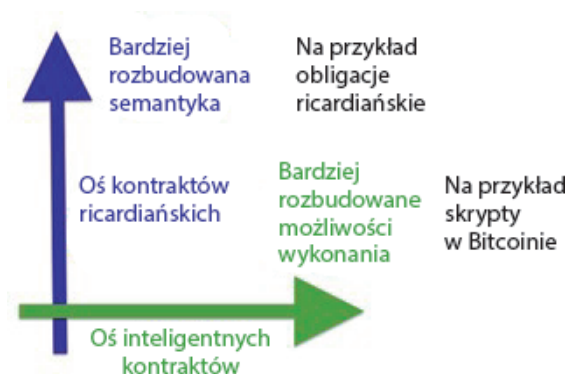 Bardziej
rozbudowana
semantyka
Na przykład
obligacje
ricardiańskie
Oś kontraktów
ricardiańskich
Bardziej
rozbudowane
możliwości
wykonania
Na przykład
skrypty
w Bitcoinie
Oś inteligentnych
kontraktów